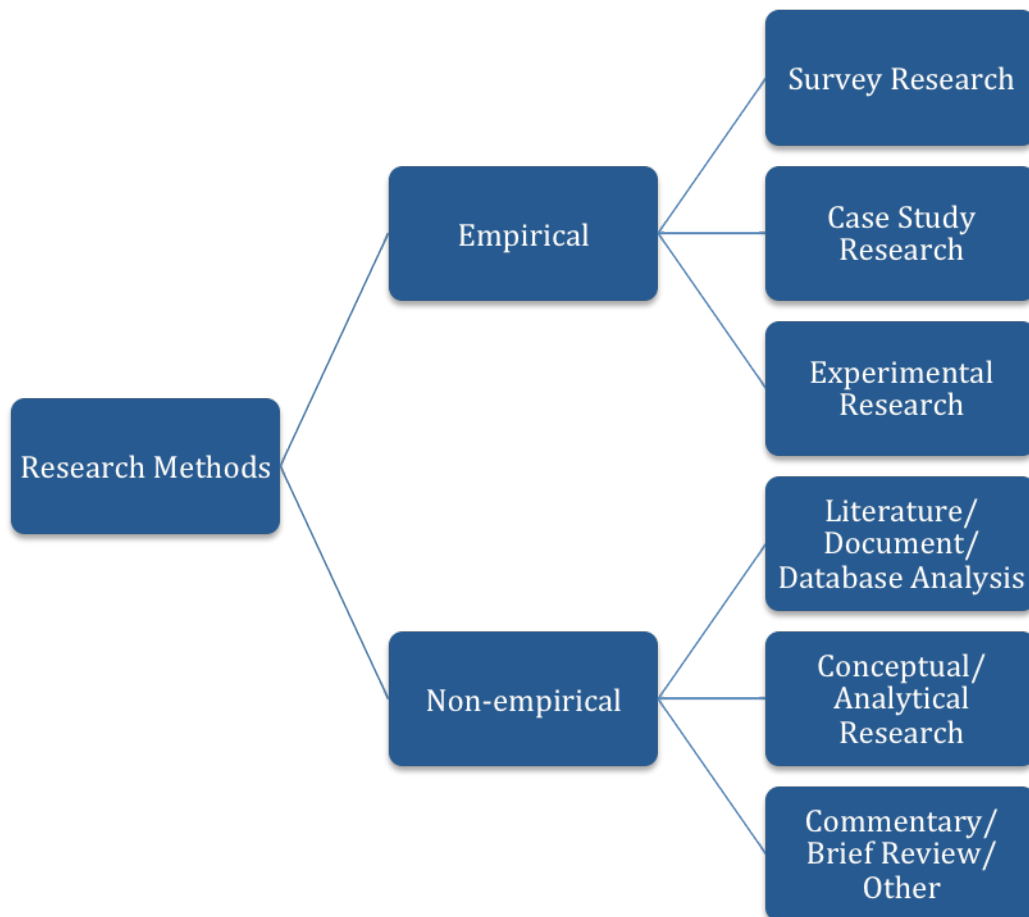 Survey Research
Empirical
Case Study
Research
Experimental
Research
Research Methods
Literature/
Document/
Database Analysis
Non-empirical
Conceptual/
Analytical
Research
Commentary/
Brief Review/
Other